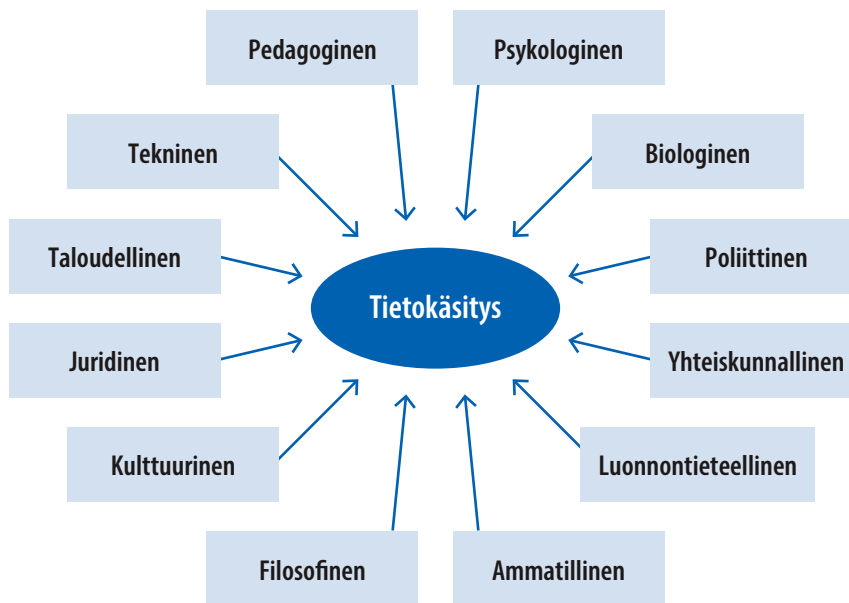 Pedagoginen
Psykologinen
Tekninen
Biologinen
Taloudellinen
Poliittinen
Tietokäsitys
Juridinen
Yhteiskunnallinen
Kulttuurinen
Luonnontieteellinen
Filosofinen
Ammatillinen